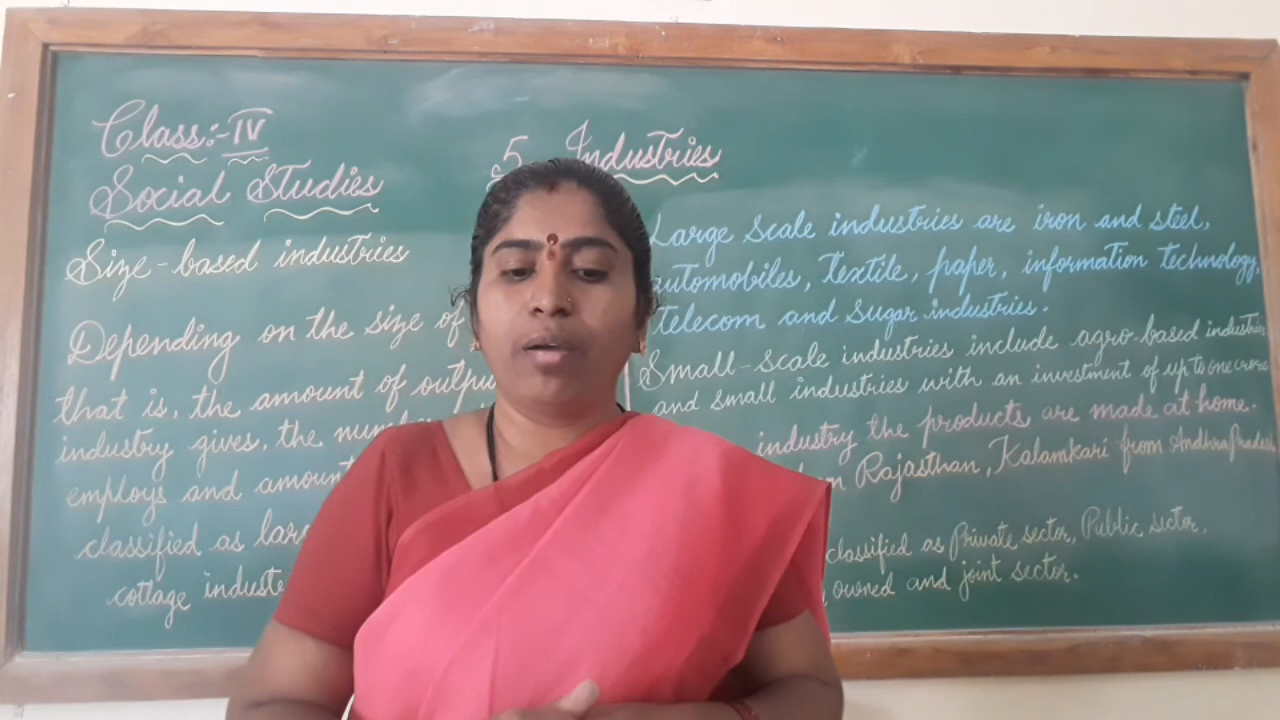 Class:-IV
Social Studies
5 Industries
Size-based industries
Depending on the size of
that is, the amount of
industry gives, the
employs and amount
classified as
cottage
Large scale industries are iron and steel,
automobiles, textile, paper, information technology,
telecom and sugar industries.
Small-scale industries include agro-based industries
and small industries with an investment of up to one crore
industry the products are made at home.
Rajasthan, Kalamkari from Andhra Pradesh
classified as Private sector, Public sector,
owned and joint sector.